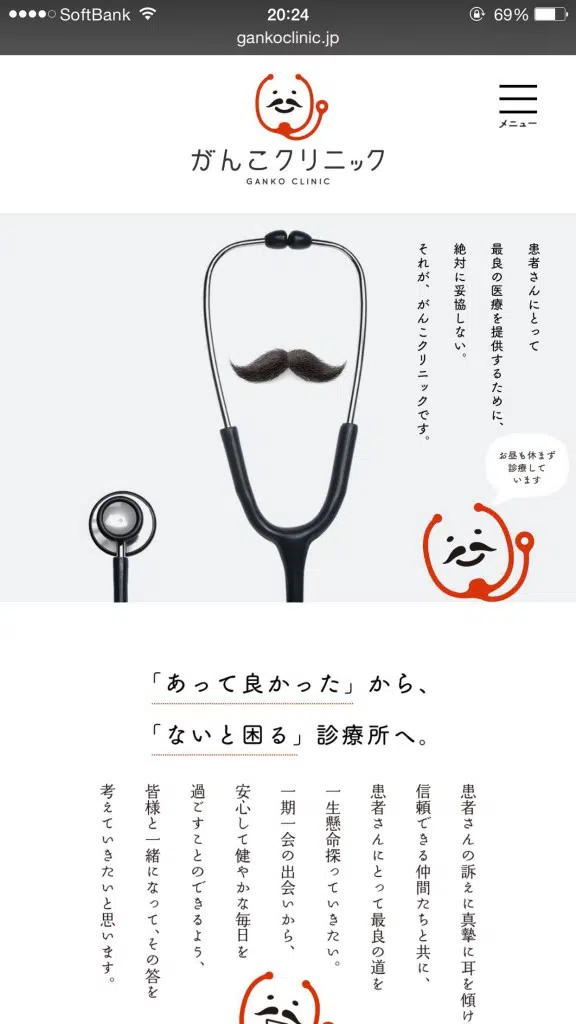 SoftBank
20:24
69%
gankoclinic.jp
メニュー
がんこクリニック
GANKO CLINIC
患者さんにとって
最良の医療を提供するために、
絶対に妥協しない。
それが、がんこクリニックです。
お昼も休まず
診療して
います
「あって良かった」から、
「ないと困る」診療所へ。
患者さんの訴えに真摯に耳を傾け
信頼できる仲間たちと共に、
患者さんにとって最良の道を
一生懸命探っていきたい。
一期一会の出会いから、
安心して健やかな毎日を
過ごすことのできるよう、
皆様と一緒になって、その答を
考えていきたいと思います。